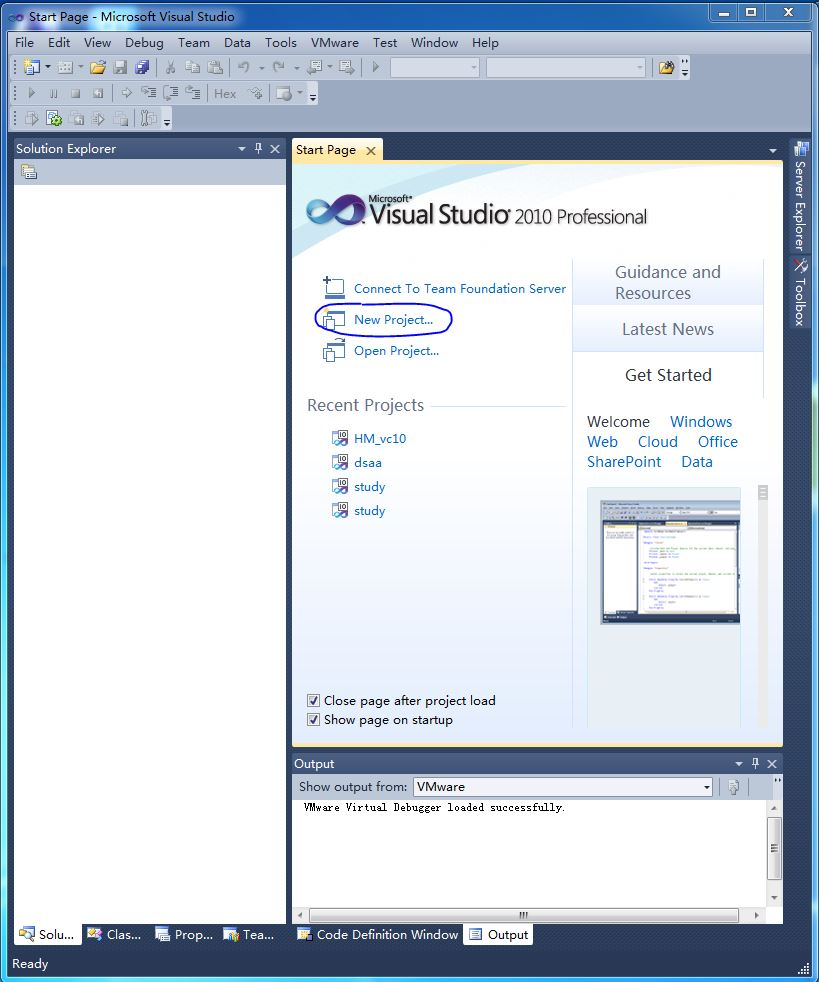 Start Page - Microsoft Visual Studio
File Edit View Debug Team Data Tools VMware Test Window Help
Hex
Solution Explorer
Start Page
Microsoft®
Visual Studio® 2010 Professional
Connect To Team Foundation Server
New Project...
Open Project...
Recent Projects
HM_vc10
dsaa
study
study
Close page after project load
Show page on startup
Guidance and
Resources
Latest News
Get Started
Welcome Windows
Web Cloud Office
SharePoint Data
Server Explorer
Toolbox
Output
Show output from: VMware
VMware Virtual Debugger loaded successfully.
Solu... Clas... Prop... Tea... Code Definition Window Output
Ready